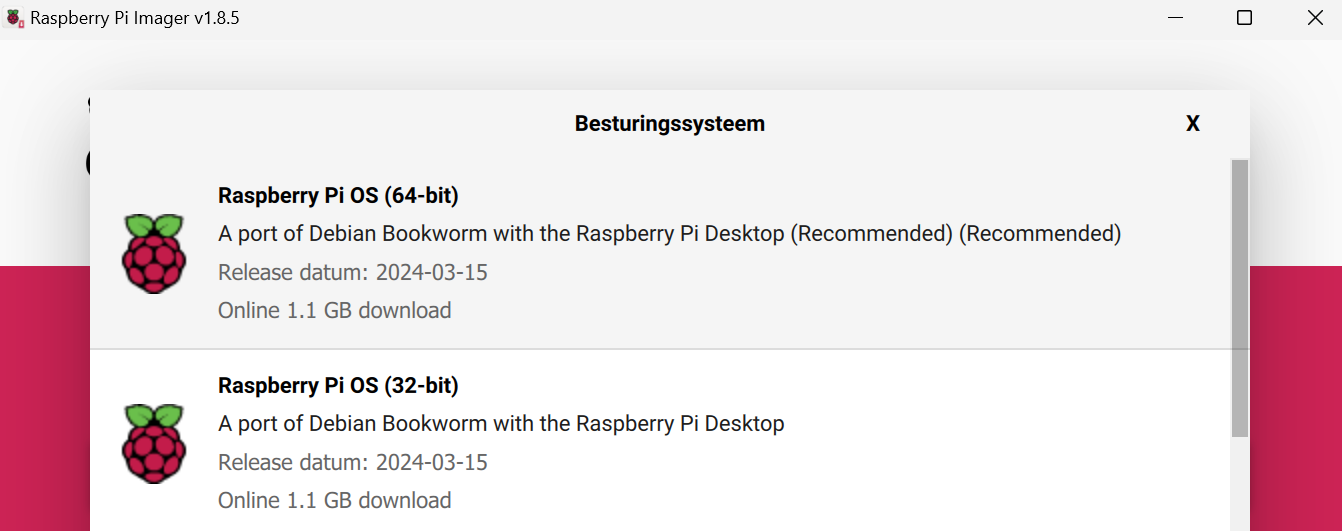 Raspberry Pi Imager v1.8.5
Besturingssysteem
X
Raspberry Pi OS (64-bit)
A port of Debian Bookworm with the Raspberry Pi Desktop (Recommended) (Recommended)
Release datum: 2024-03-15
Online 1.1 GB download
Raspberry Pi OS (32-bit)
A port of Debian Bookworm with the Raspberry Pi Desktop
Release datum: 2024-03-15
Online 1.1 GB download